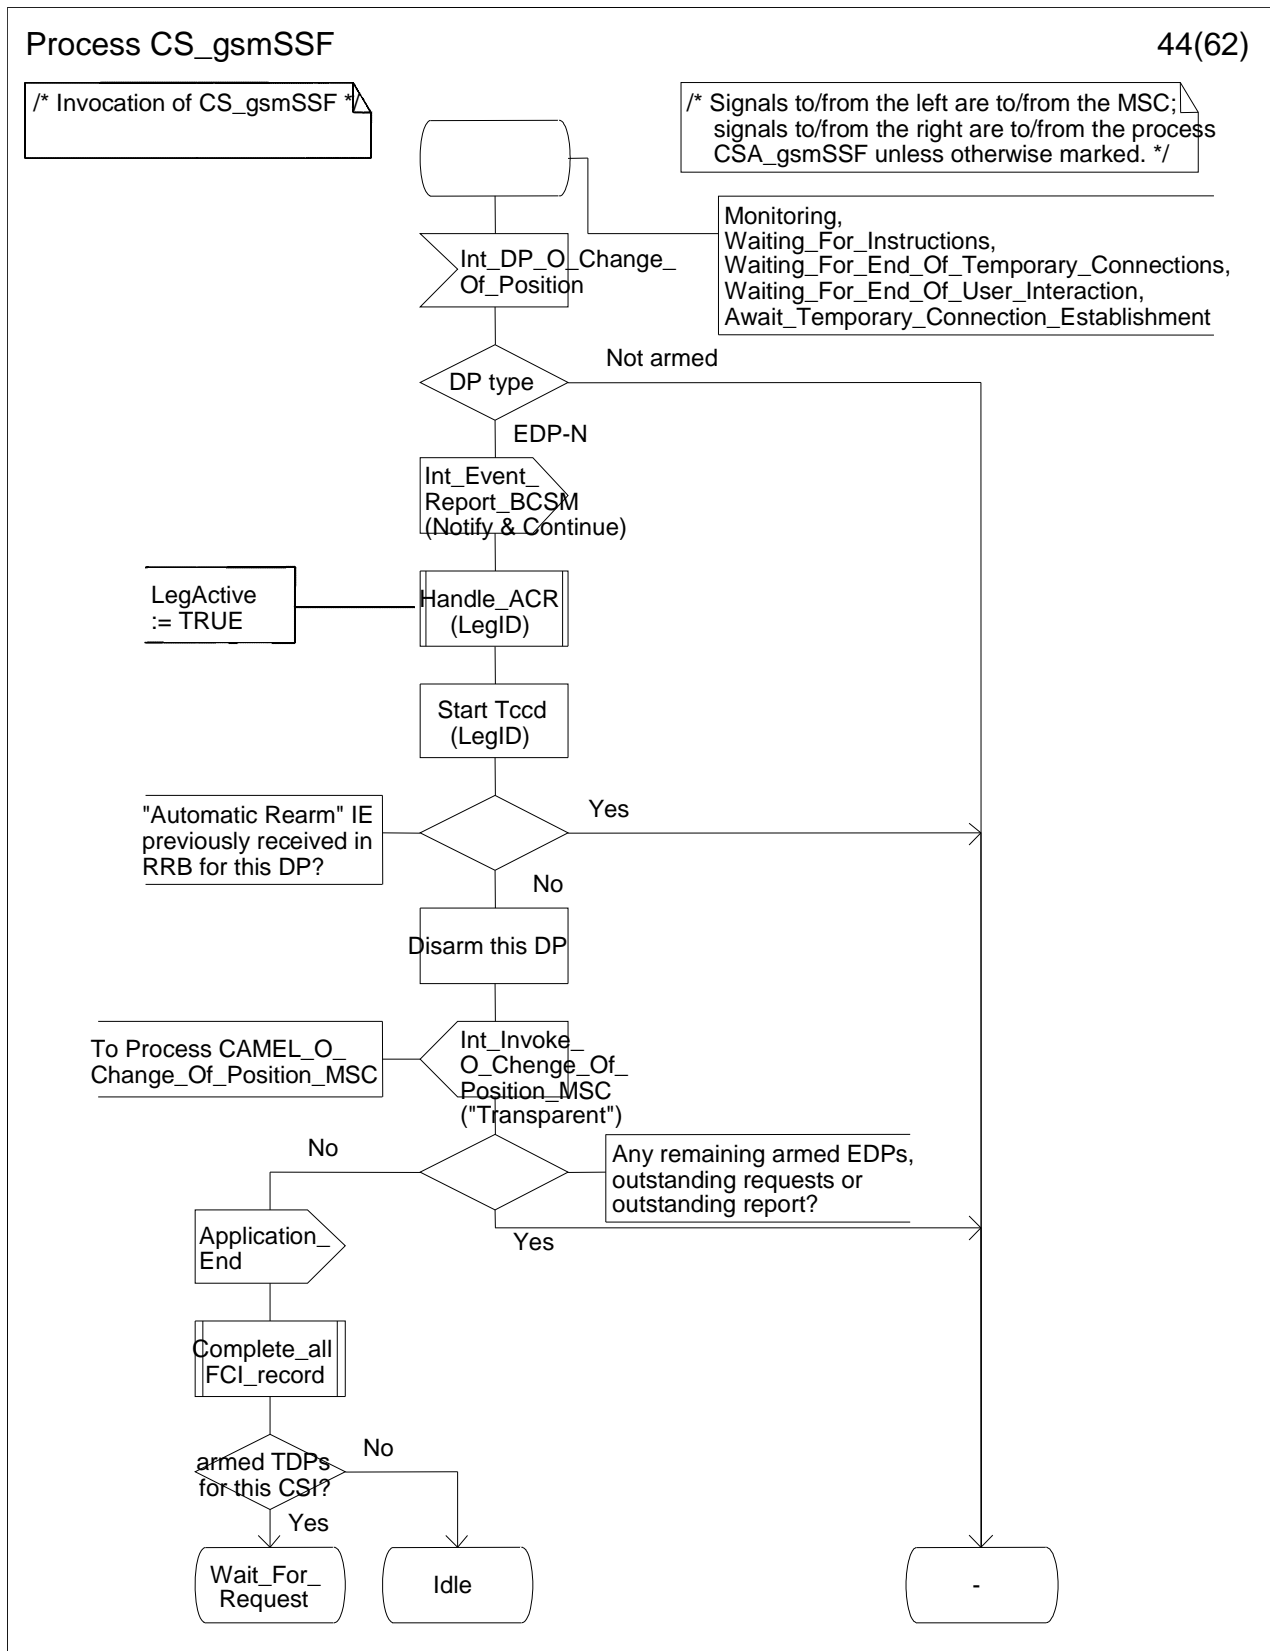 Process CS_gsmSSF
44(62)
/* Invocation of CS_gsmSSF */
/* Signals to/from the left are to/from the MSC;
signals to/from the right are to/from the process
CSA_gsmSSF unless otherwise marked. */
Monitoring,
Waiting_For_Instructions,
Waiting_For_End_Of_Temporary_Connections,
Waiting_For_End_Of_User_Interaction,
Await_Temporary_Connection_Establishment
Int_DP_O_Change_
Of_Position
Not armed
DP type
EDP-N
Int_Event_
Report_BCSM
(Notify & Continue)
LegActive
:= TRUE
Handle_ACR
(LegID)
Start Tccd
(LegID)
"Automatic Rearm" IE
previously received in
RRB for this DP?
Yes
No
Disarm this DP
To Process CAMEL_O_
Change_Of_Position_MSC
Int_Invoke_
O_Chenge_Of_
Position_MSC
("Transparent")
No
Any remaining armed EDPs,
outstanding requests or
outstanding report?
Yes
Application_
End
Complete_all
FCI_record
armed TDPs
for this CSI?
No
Yes
Wait_For_
Request
Idle
-